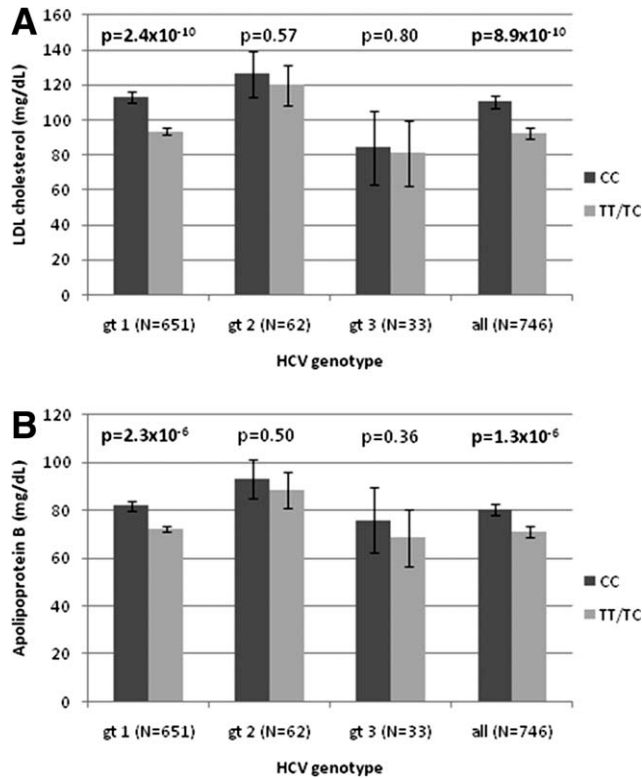 A
LDL cholesterol (mg/dL)
140
120
100
80
60
40
20
0
p=2.4x10⁻¹⁰ p=0.57 p=0.80 p=8.9x10⁻¹⁰
CC
TT/TC
gt 1 (N=651) gt 2 (N=62) gt 3 (N=33) all (N=746)
HCV genotype
B
Apolipoprotein B (mg/dL)
120
100
80
60
40
20
0
p=2.3x10⁻⁶ p=0.50 p=0.36 p=1.3x10⁻⁶
CC
TT/TC
gt 1 (N=651) gt 2 (N=62) gt 3 (N=33) all (N=746)
HCV genotype